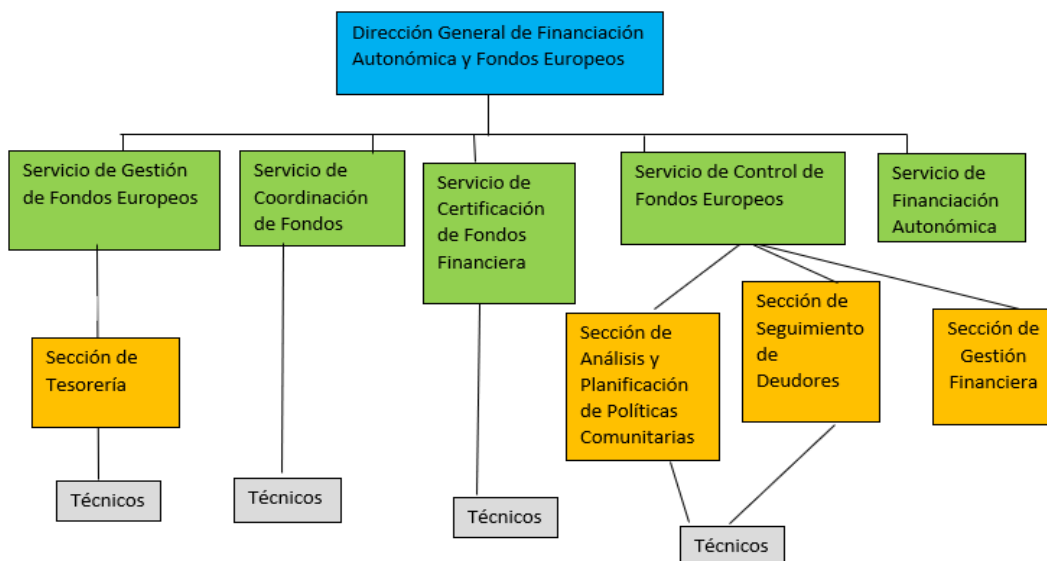 Dirección General de Financiación
Autonómica y Fondos Europeos
Servicio de Gestión
de Fondos Europeos
Servicio de
Coordinación
de Fondos
Servicio de
Certificación
de Fondos
Financiera
Servicio de Control de
Fondos Europeos
Servicio de
Financiación
Autonómica
Sección de
Tesorería
Sección de
Análisis y
Planificación
de Políticas
Comunitarias
Sección de
Seguimiento
de
Deudores
Sección de
Gestión
Financiera
Técnicos
Técnicos
Técnicos
Técnicos